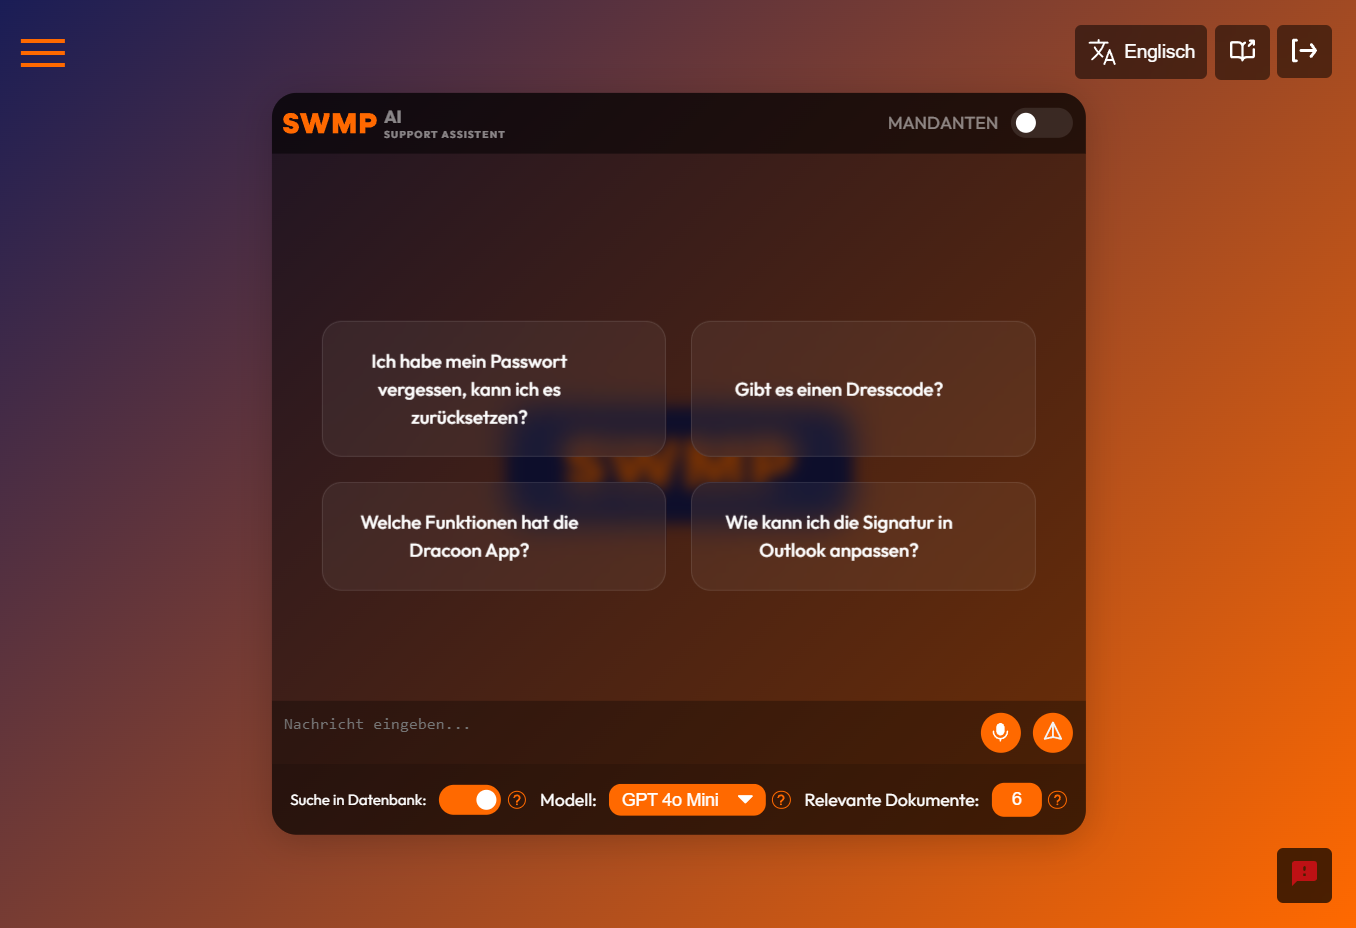 Englisch
SWMP AI
SUPPORT ASSISTENT
MANDANTEN
Ich habe mein Passwort
vergessen, kann ich es
zurücksetzen?
Gibt es einen Dresscode?
SWMP
Welche Funktionen hat die
Dracoon App?
Wie kann ich die Signatur in
Outlook anpassen?
Nachricht eingeben...
Suche in Datenbank: ? Modell: GPT 4o Mini ? Relevante Dokumente: 6 ?